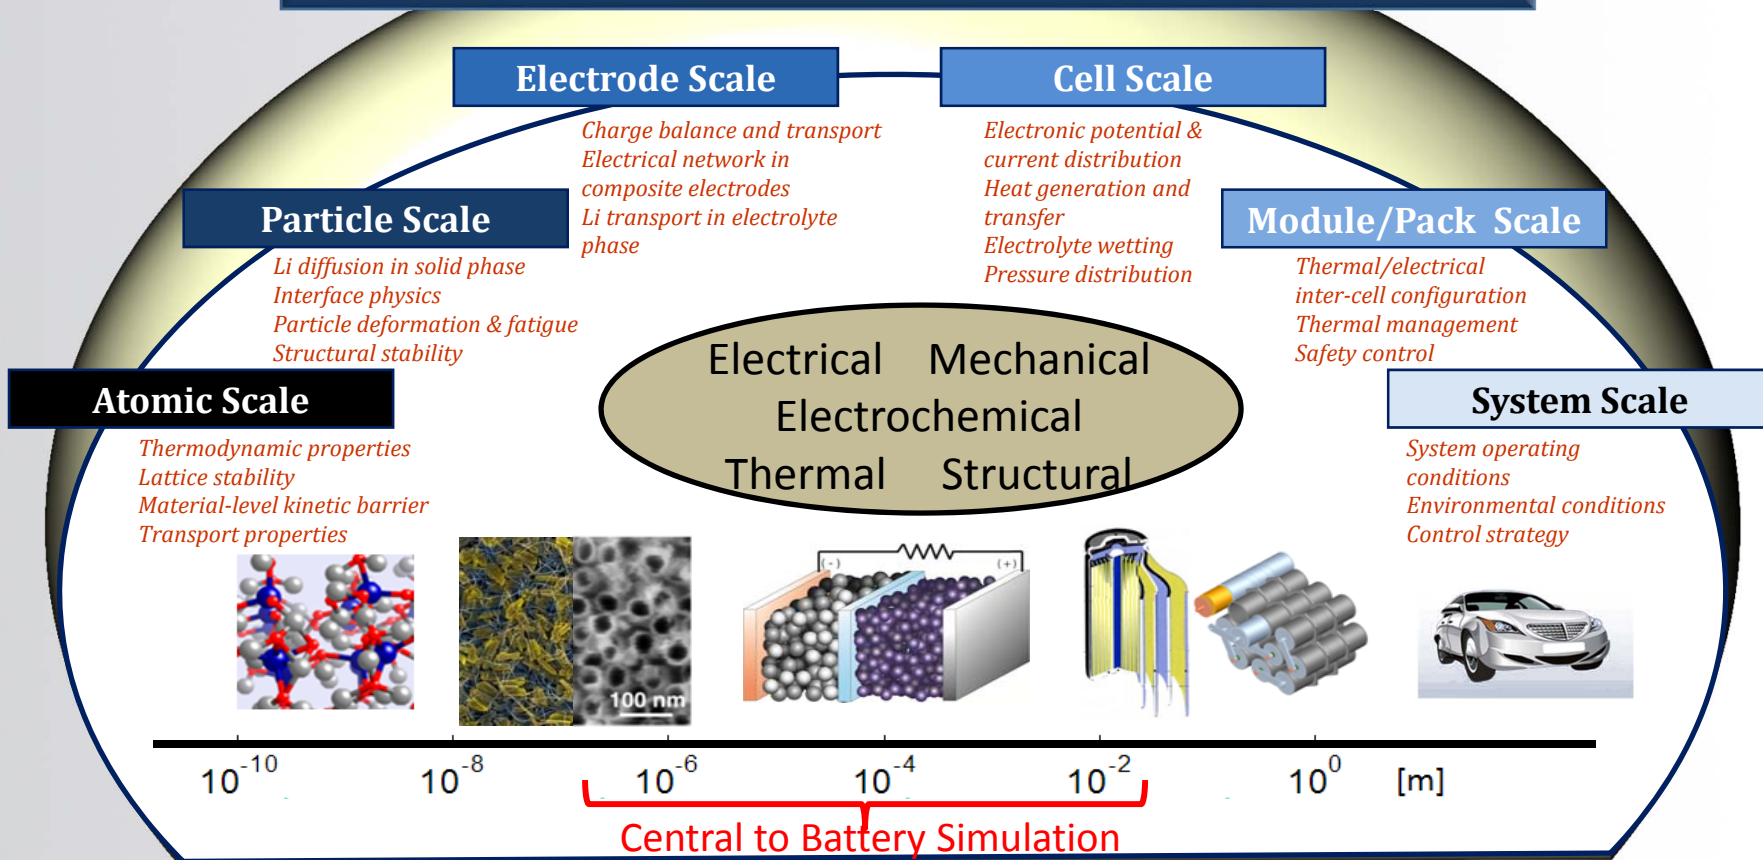 Electrode Scale
Charge balance and transport
Electrical network in
composite electrodes
Li transport in electrolyte
phase
Cell Scale
Electronic potential &
current distribution
Heat generation and
transfer
Electrolyte wetting
Pressure distribution
Particle Scale
Li diffusion in solid phase
Interface physics
Particle deformation & fatigue
Structural stability
Module/Pack Scale
Thermal/electrical
inter-cell configuration
Thermal management
Safety control
Atomic Scale
Thermodynamic properties
Lattice stability
Material-level kinetic barrier
Transport properties
Electrical Mechanical
Electrochemical
Thermal Structural
System Scale
System operating
conditions
Environmental conditions
Control strategy
100 nm
(-) (+)
10⁻¹⁰ 10⁻⁸ 10⁻⁶ 10⁻⁴ 10⁻² 10⁰ [m]
Central to Battery Simulation